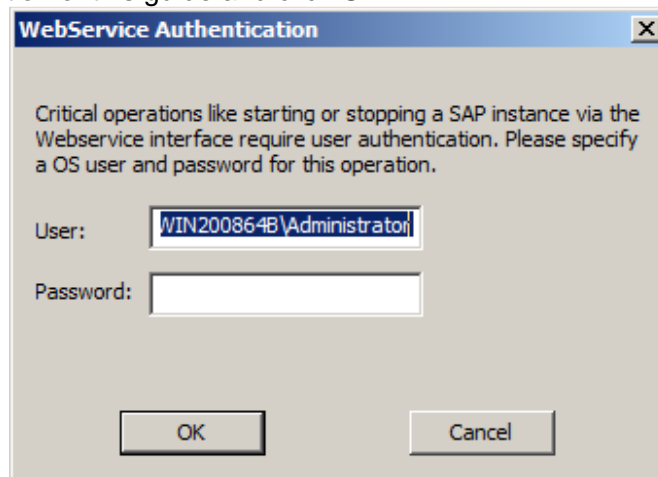 WebService Authentication
Critical operations like starting or stopping a SAP instance via the
Webservice interface require user authentication. Please specify
a OS user and password for this operation.
User:
WIN200864B\Administrator
Password:
OK
Cancel